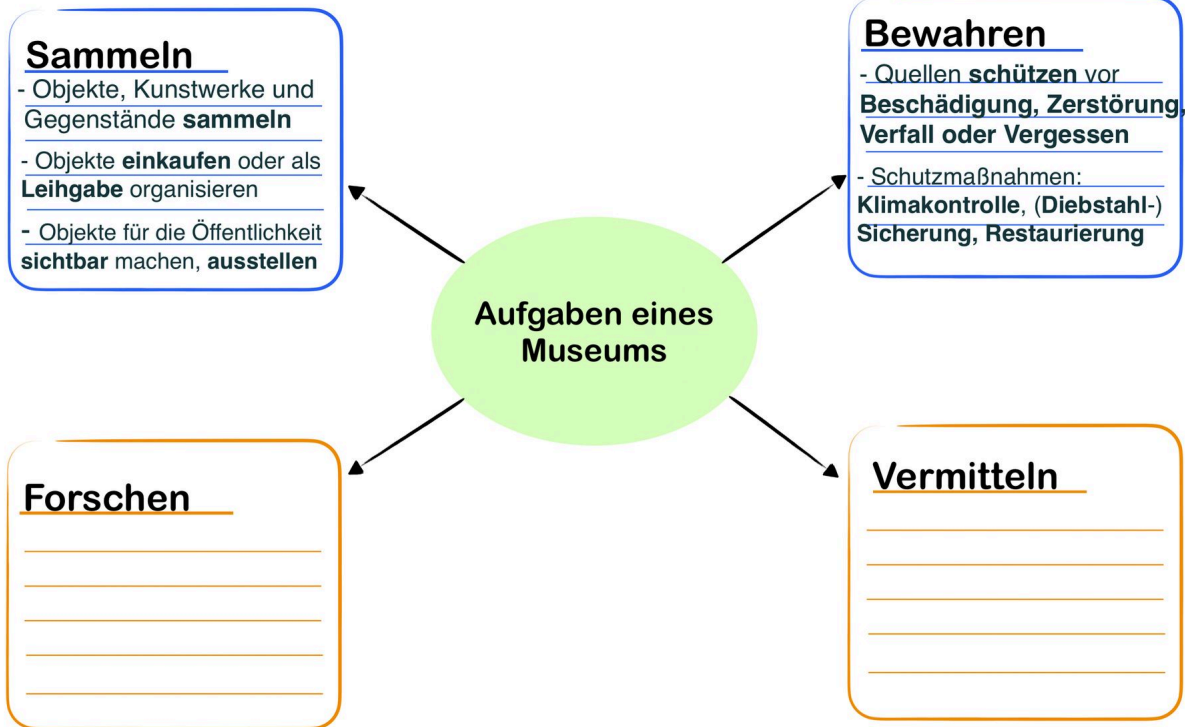 Sammeln
- Objekte, Kunstwerke und
Gegenstände sammeln
- Objekte einkaufen oder als
Leihgabe organisieren
- Objekte für die Öffentlichkeit
sichtbar machen, ausstellen
Bewahren
- Quellen schützen vor
Beschädigung, Zerstörung,
Verfall oder Vergessen
- Schutzmaßnahmen:
Klimakontrolle, (Diebstahl-)
Sicherung, Restaurierung
Aufgaben eines
Museums
Forschen
Vermitteln